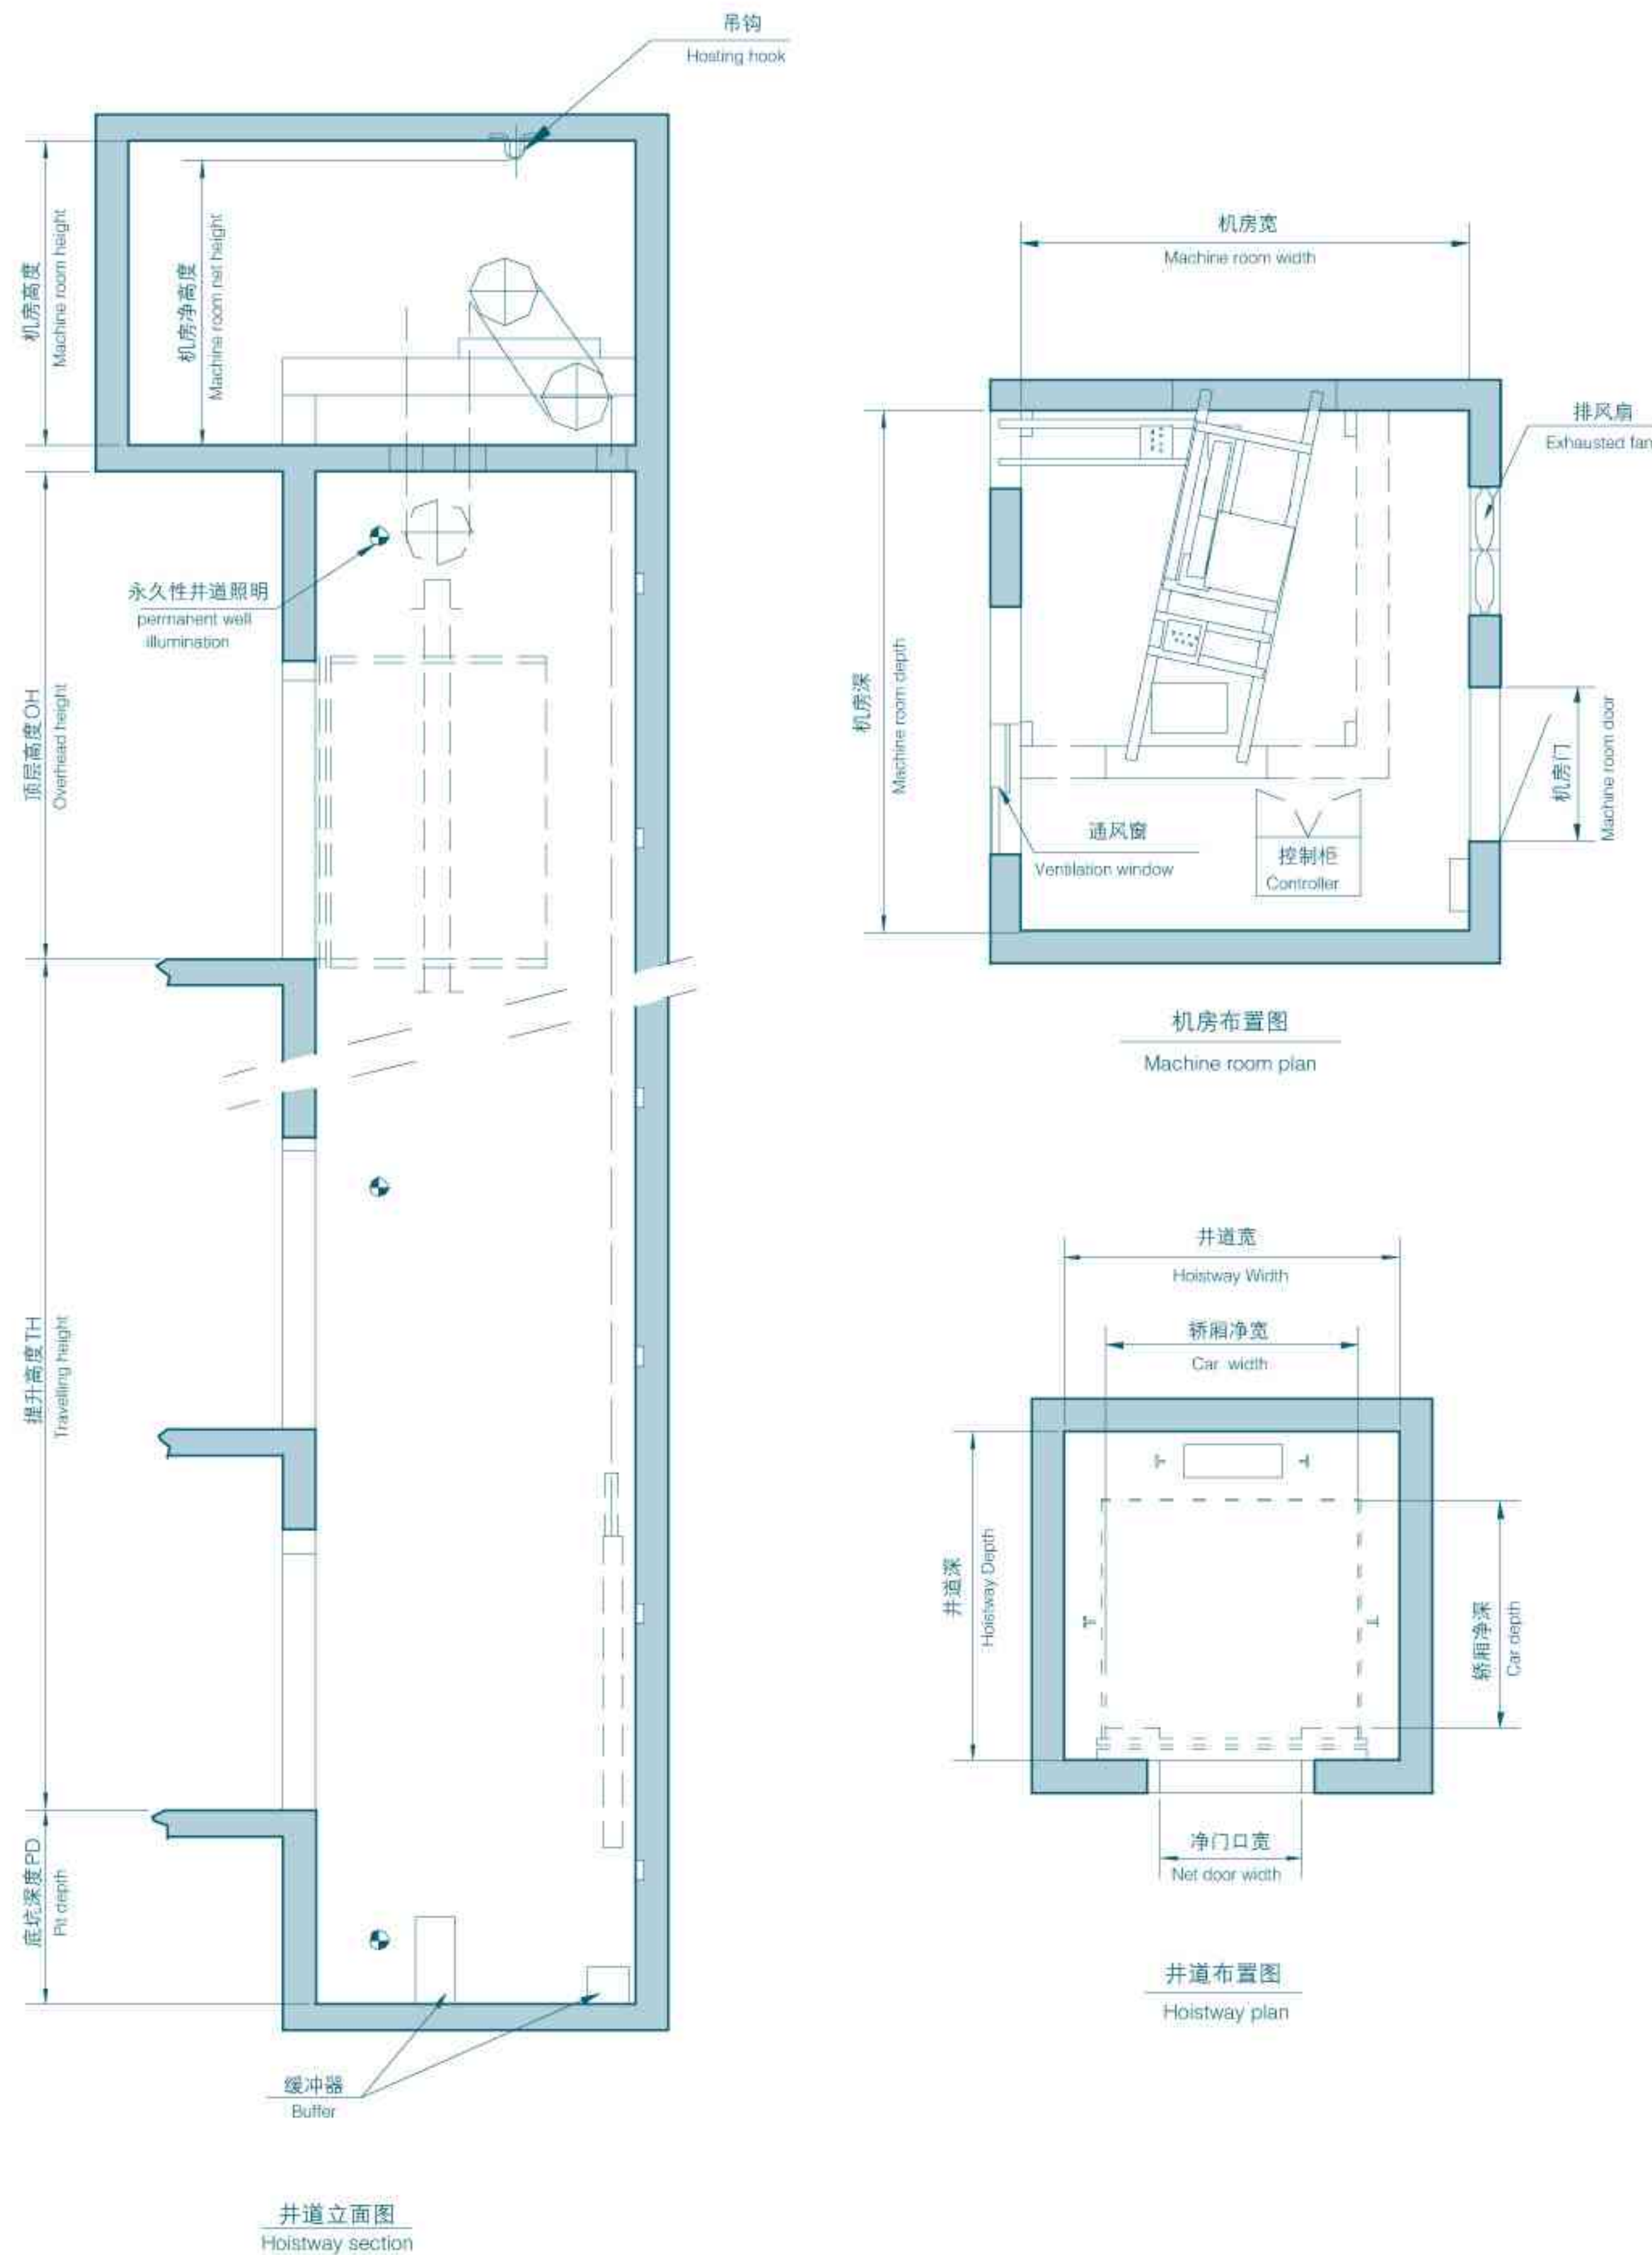 吊钩
Hosting hook
机房高度
Machine room height
机房净高度
Machine room net height
永久性井道照明
permanent well
illumination
顶层高度OH
Overhead height
提升高度TH
Travelling height
底坑深度PD
Pit depth
缓冲器
Buffer
井道立面图
Hoistway section
机房宽
Machine room width
排风扇
Exhausted fan
机房深
Machine room depth
机房门
Machine room door
通风窗
Ventilation window
控制柜
Controller
机房布置图
Machine room plan
井道宽
Hoistway Width
轿厢净宽
Car width
井道深
Hoistway Depth
轿厢净深
Car depth
净门口宽
Net door width
井道布置图
Hoistway plan